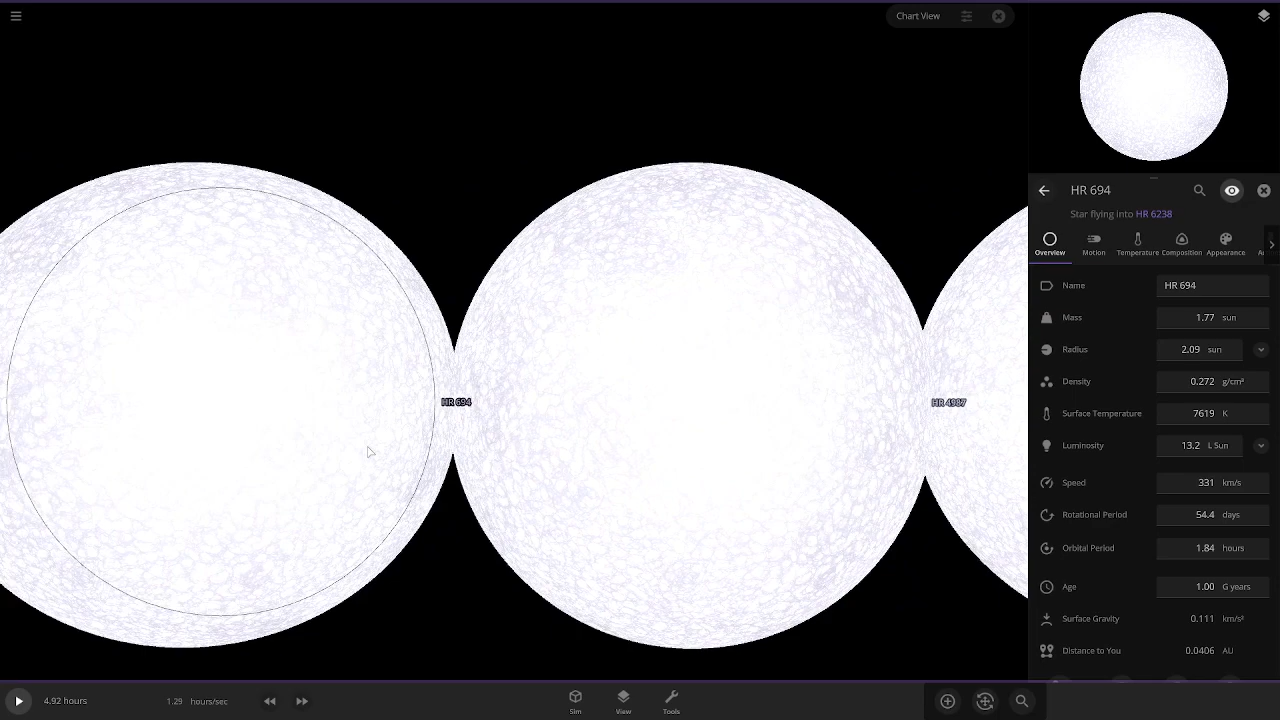 Chart View
HR 694
HR 4987
HR 694
Star flying into HR 6238
Overview Motion Temperature Composition Appearance
Name HR 694
Mass 1.77 sun
Radius 2.09 sun
Density 0.272 g/cm³
Surface Temperature 7619 K
Luminosity 13.2 L Sun
Speed 331 km/s
Rotational Period 54.4 days
Orbital Period 1.84 hours
Age 1.00 G years
Surface Gravity 0.111 km/s²
Distance to You 0.0406 AU
4.92 hours 1.29 hours/sec Sim View Tools